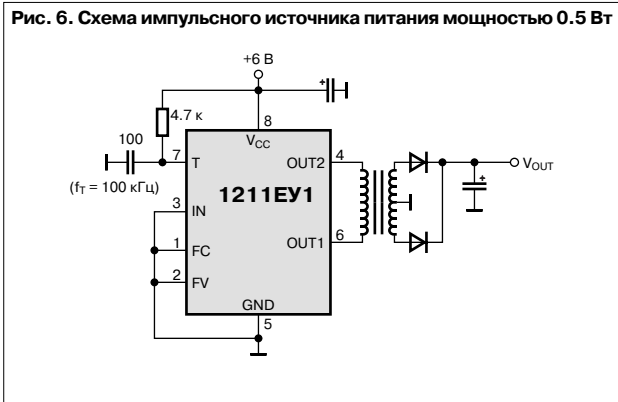 Рис. 6. Схема импульсного источника питания мощностью 0.5 Вт
+6 В
+
4.7 к
8
100
V_CC
7
T
OUT2
4
V_OUT
(f_T = 100 кГц)
+
1211ЕУ1
3
IN
1
FC
OUT1
6
2
FV
GND
5